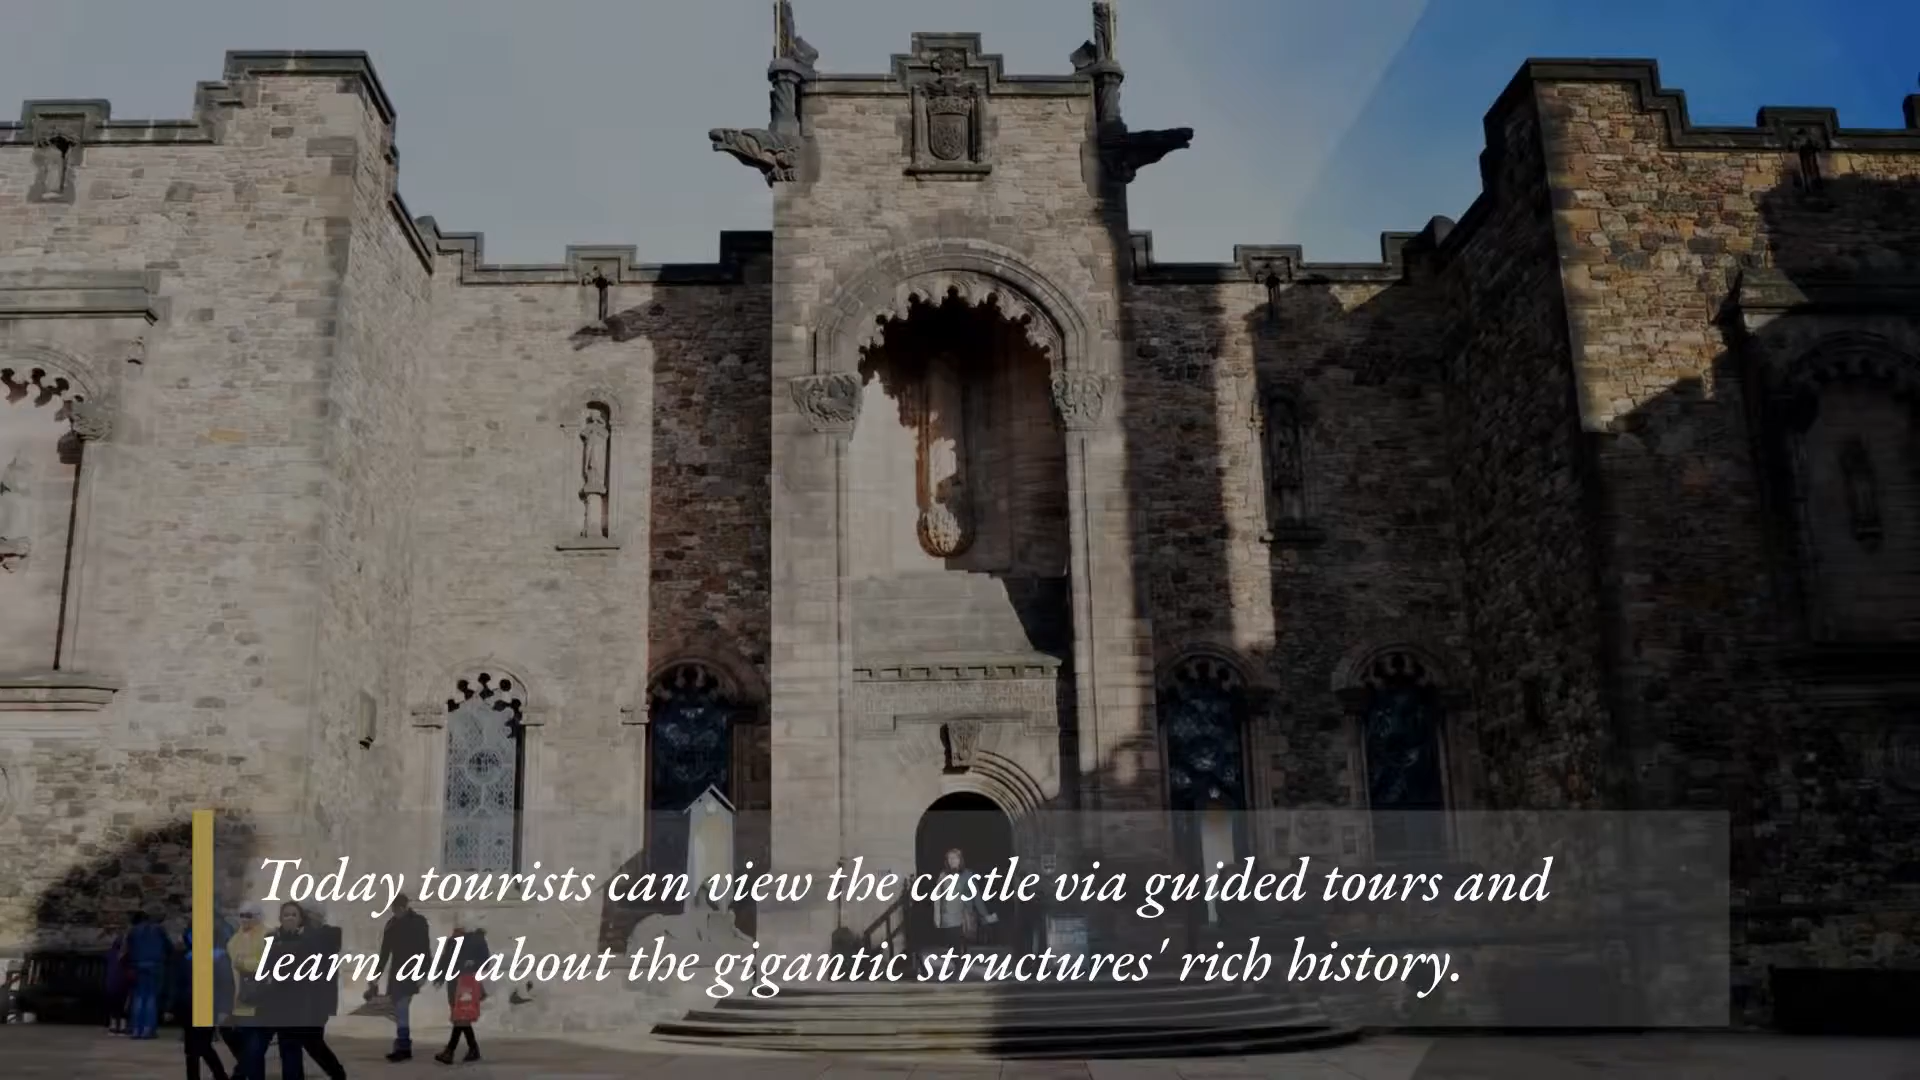 Today tourists can view the castle via guided tours and
learn all about the gigantic structures' rich history.